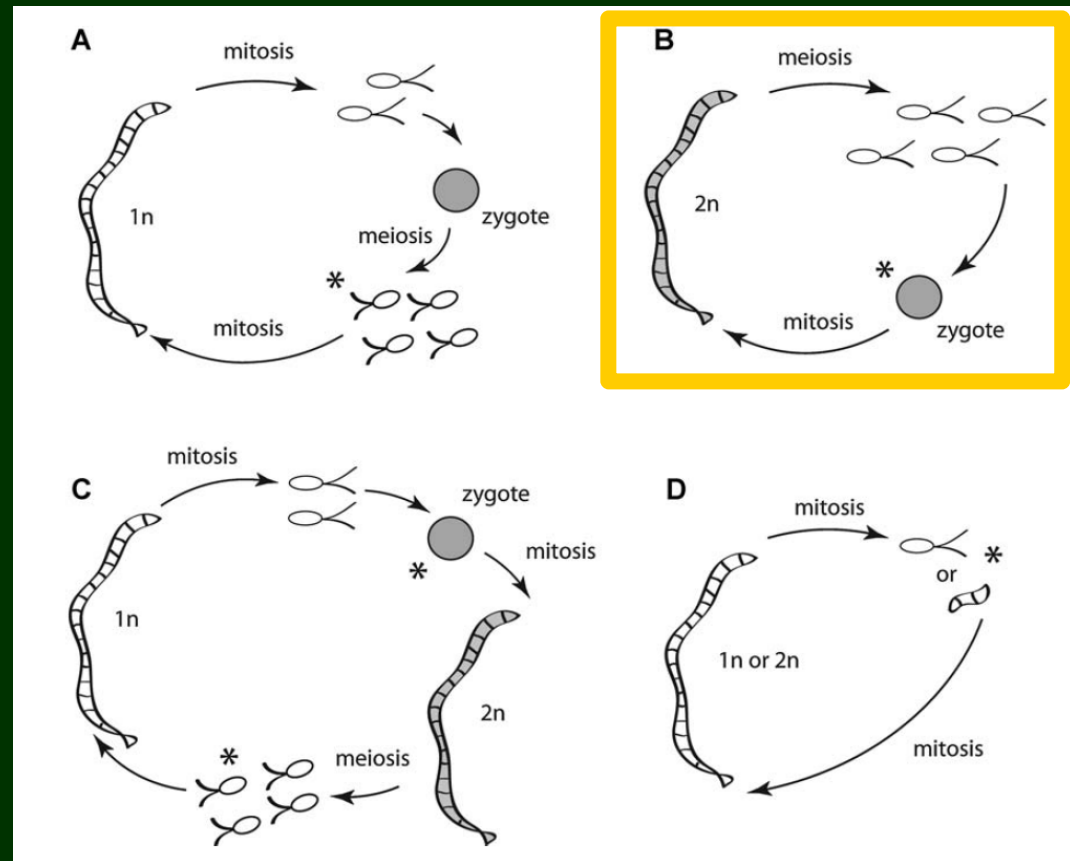 A
mitosis
1n
zygote
meiosis
*
mitosis
B
meiosis
2n
*
zygote
mitosis
C
mitosis
zygote
*
mitosis
1n
2n
*
meiosis
D
mitosis
*
or
1n or 2n
mitosis